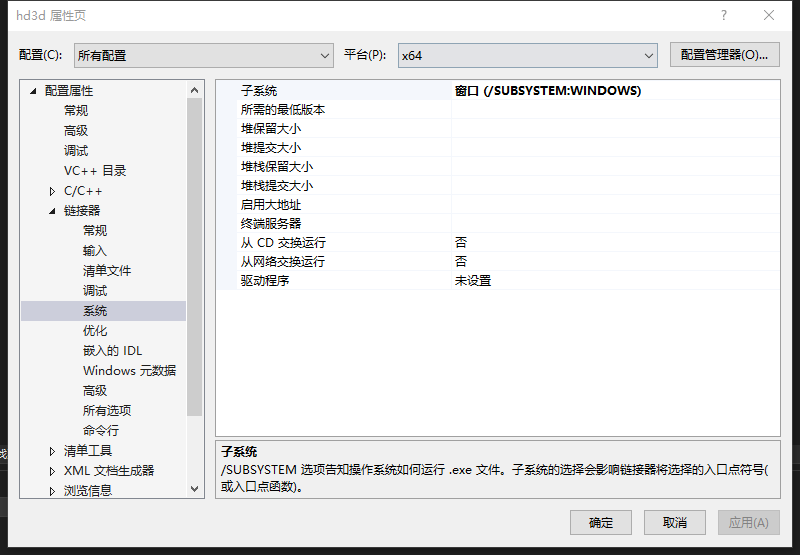 hd3d 属性页
配置(C): 所有配置 平台(P): x64 配置管理器(O)...
配置属性
常规
高级
调试
VC++ 目录
C/C++
链接器
常规
输入
清单文件
调试
系统
优化
嵌入的 IDL
Windows 元数据
高级
所有选项
命令行
清单工具
XML 文档生成器
浏览信息
子系统 窗口 (/SUBSYSTEM:WINDOWS)
所需的最低版本
堆保留大小
堆提交大小
堆栈保留大小
堆栈提交大小
启用大地址
终端服务器
从 CD 交换运行 否
从网络交换运行 否
驱动程序 未设置
子系统
/SUBSYSTEM 选项告知操作系统如何运行 .exe 文件。子系统的选择会影响链接器将选择的入口点符号(
或入口点函数)。
确定 取消 应用(A)